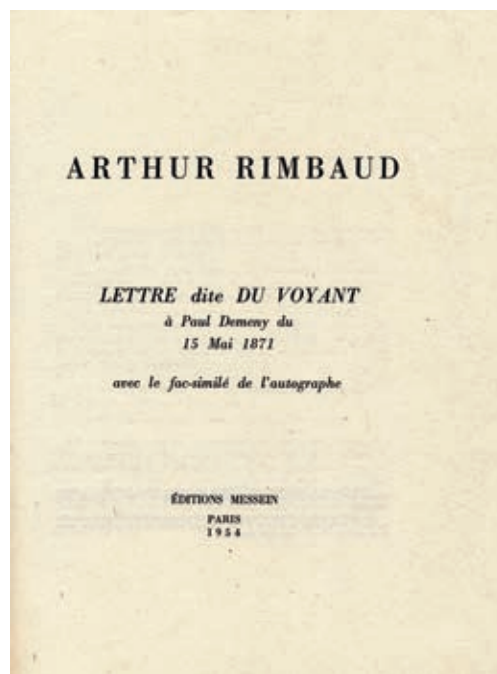 ARTHUR RIMBAUD
LETTRE dite DU VOYANT
à Paul Demeny du
15 Mai 1871
avec le fac-similé de l'autographe
ÉDITIONS MESSEIN
PARIS
1954